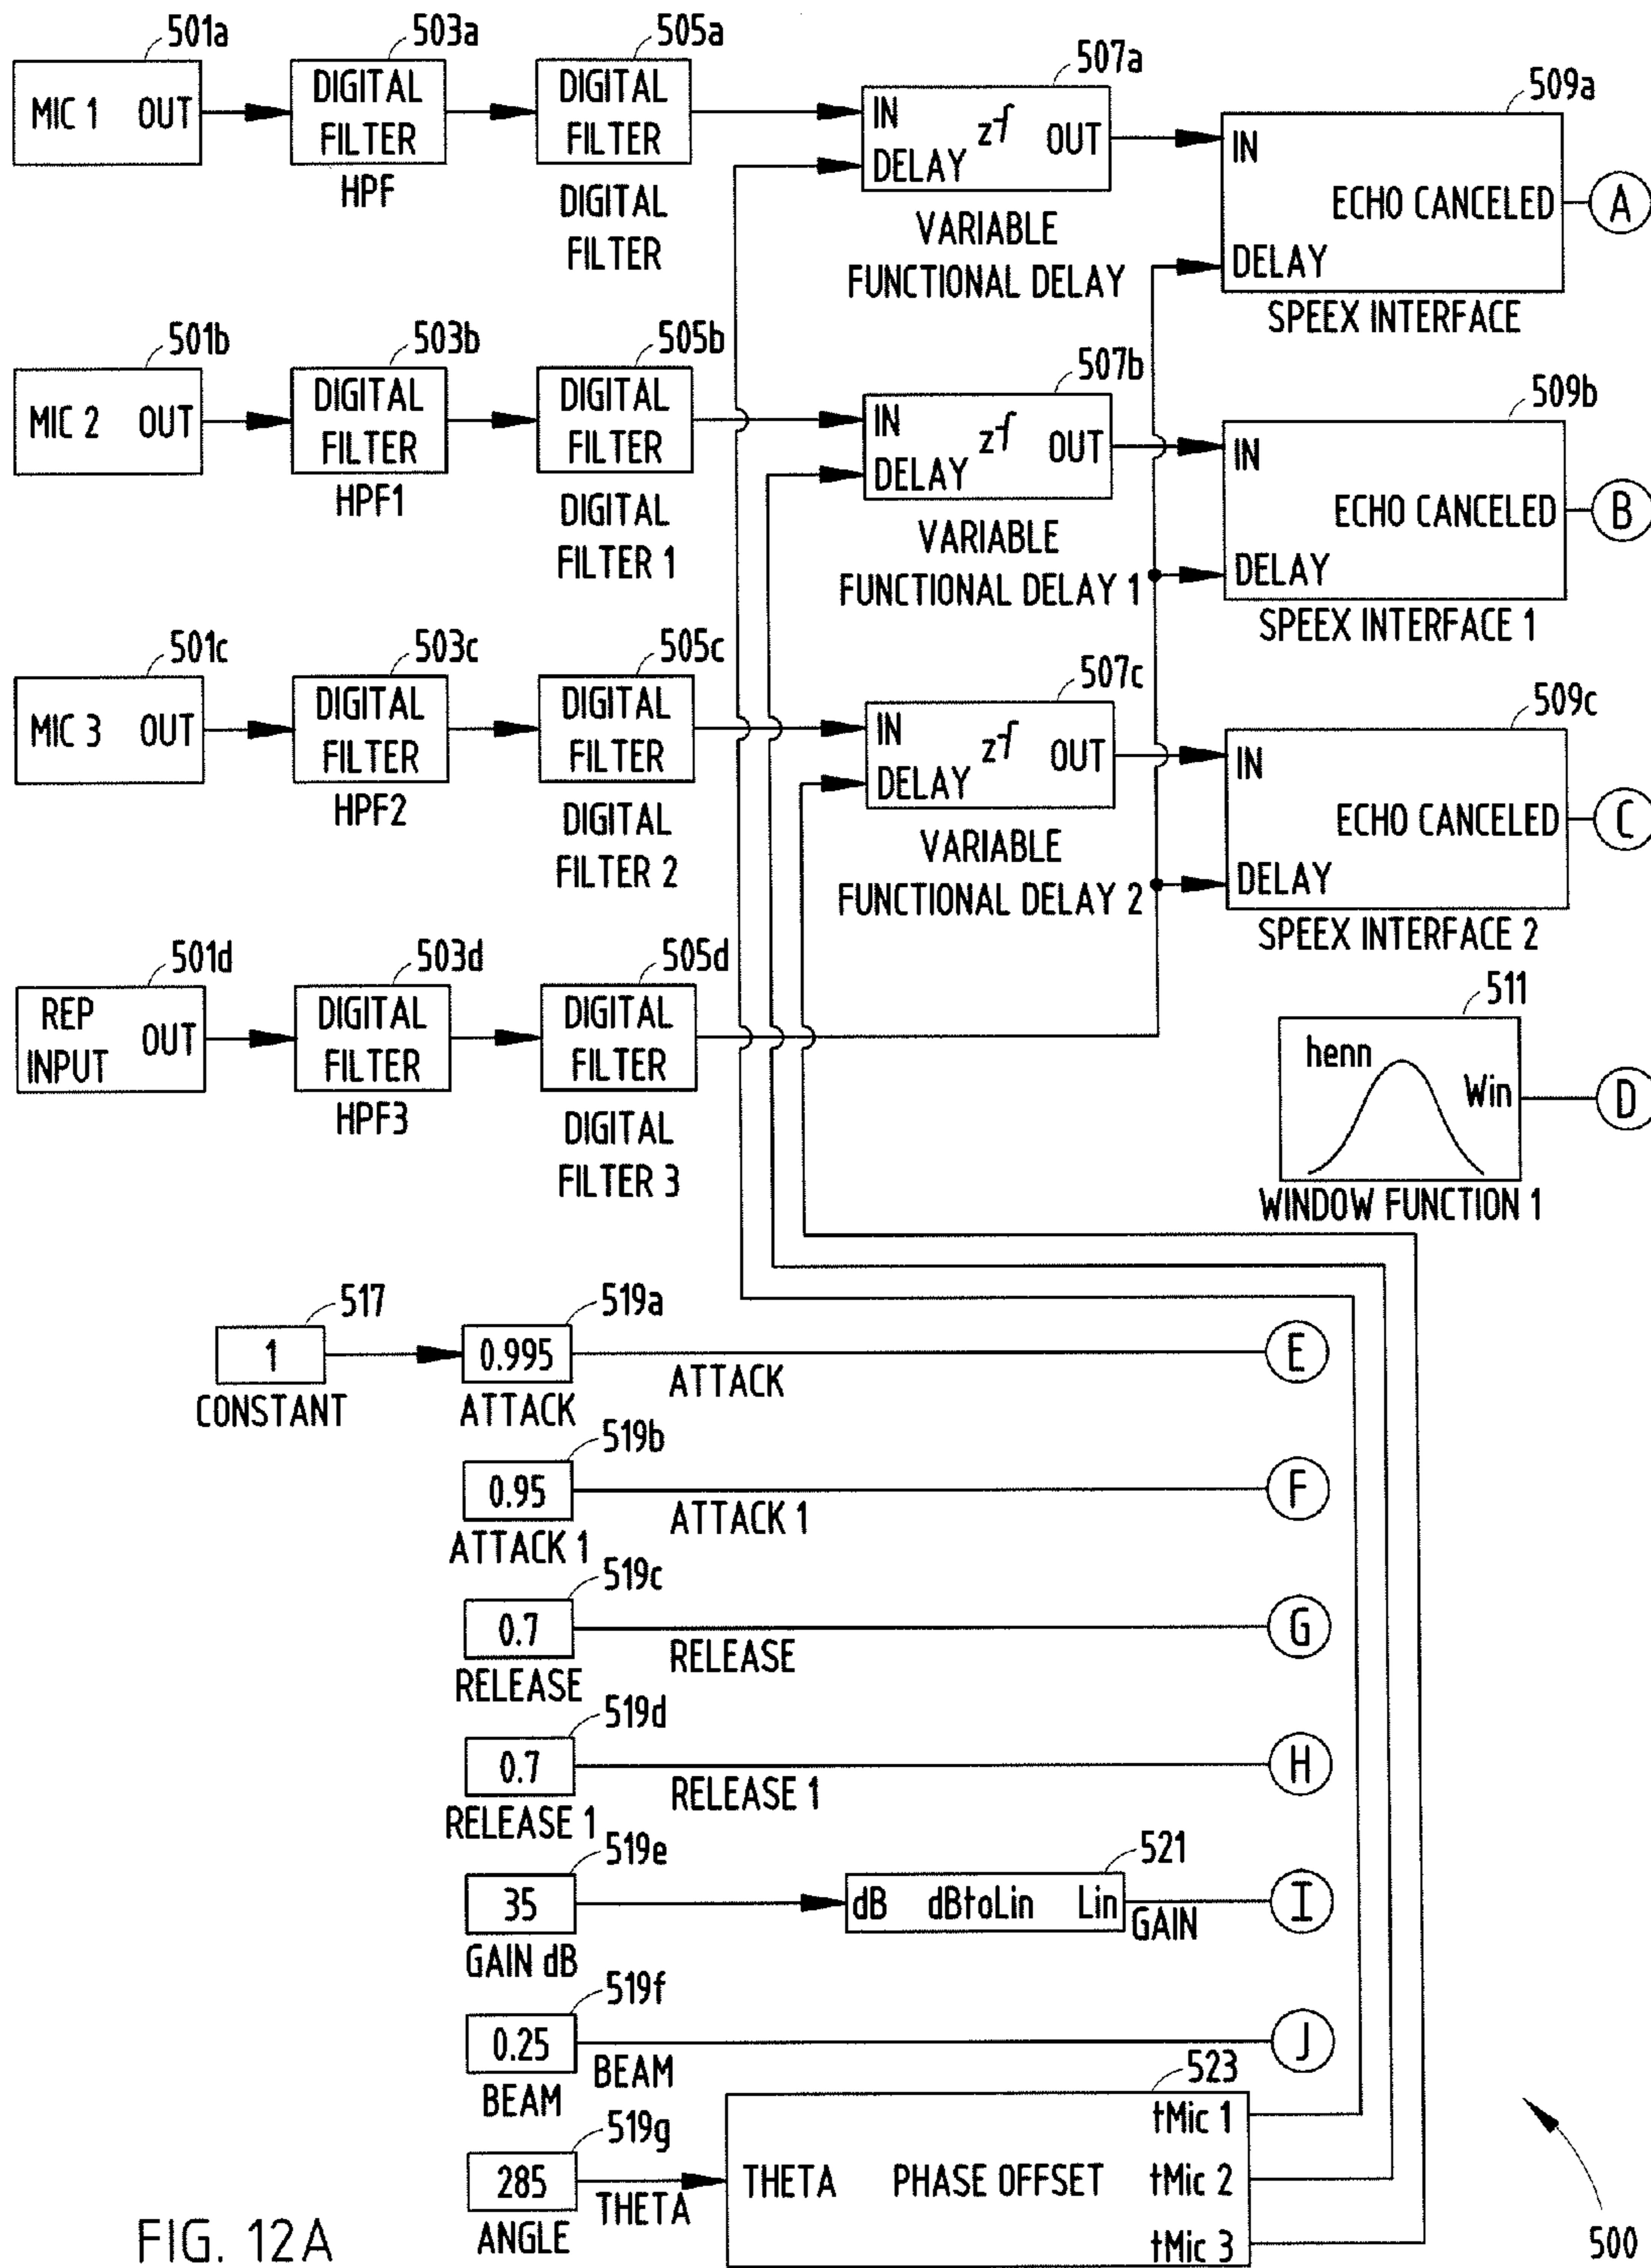 501a
503a
505a
507a
509a
MIC 1 OUT
DIGITAL
FILTER
HPF
DIGITAL
FILTER
DIGITAL
FILTER
IN
DELAY
OUT
VARIABLE
FUNCTIONAL DELAY
IN
ECHO CANCELED
DELAY
SPEEX INTERFACE
A
501b
503b
505b
507b
509b
MIC 2 OUT
DIGITAL
FILTER
HPF1
DIGITAL
FILTER
DIGITAL
FILTER 1
IN
DELAY
OUT
VARIABLE
FUNCTIONAL DELAY 1
IN
ECHO CANCELED
DELAY
SPEEX INTERFACE 1
B
501c
503c
505c
507c
509c
MIC 3 OUT
DIGITAL
FILTER
HPF2
DIGITAL
FILTER
DIGITAL
FILTER 2
IN
DELAY
OUT
VARIABLE
FUNCTIONAL DELAY 2
IN
ECHO CANCELED
DELAY
SPEEX INTERFACE 2
C
501d
503d
505d
511
REP
INPUT
OUT
DIGITAL
FILTER
HPF3
DIGITAL
FILTER
DIGITAL
FILTER 3
henn
Win
WINDOW FUNCTION 1
D
517
1
CONSTANT
519a
0.995
ATTACK
ATTACK
E
519b
0.95
ATTACK 1
ATTACK 1
F
519c
0.7
RELEASE
RELEASE
G
519d
0.7
RELEASE 1
RELEASE 1
H
519e
35
GAIN dB
521
dB dBtoLin Lin
GAIN
I
519f
0.25
BEAM
BEAM
J
519g
285
ANGLE
THETA
523
THETA PHASE OFFSET
tMic 1
tMic 2
tMic 3
500
FIG. 12A